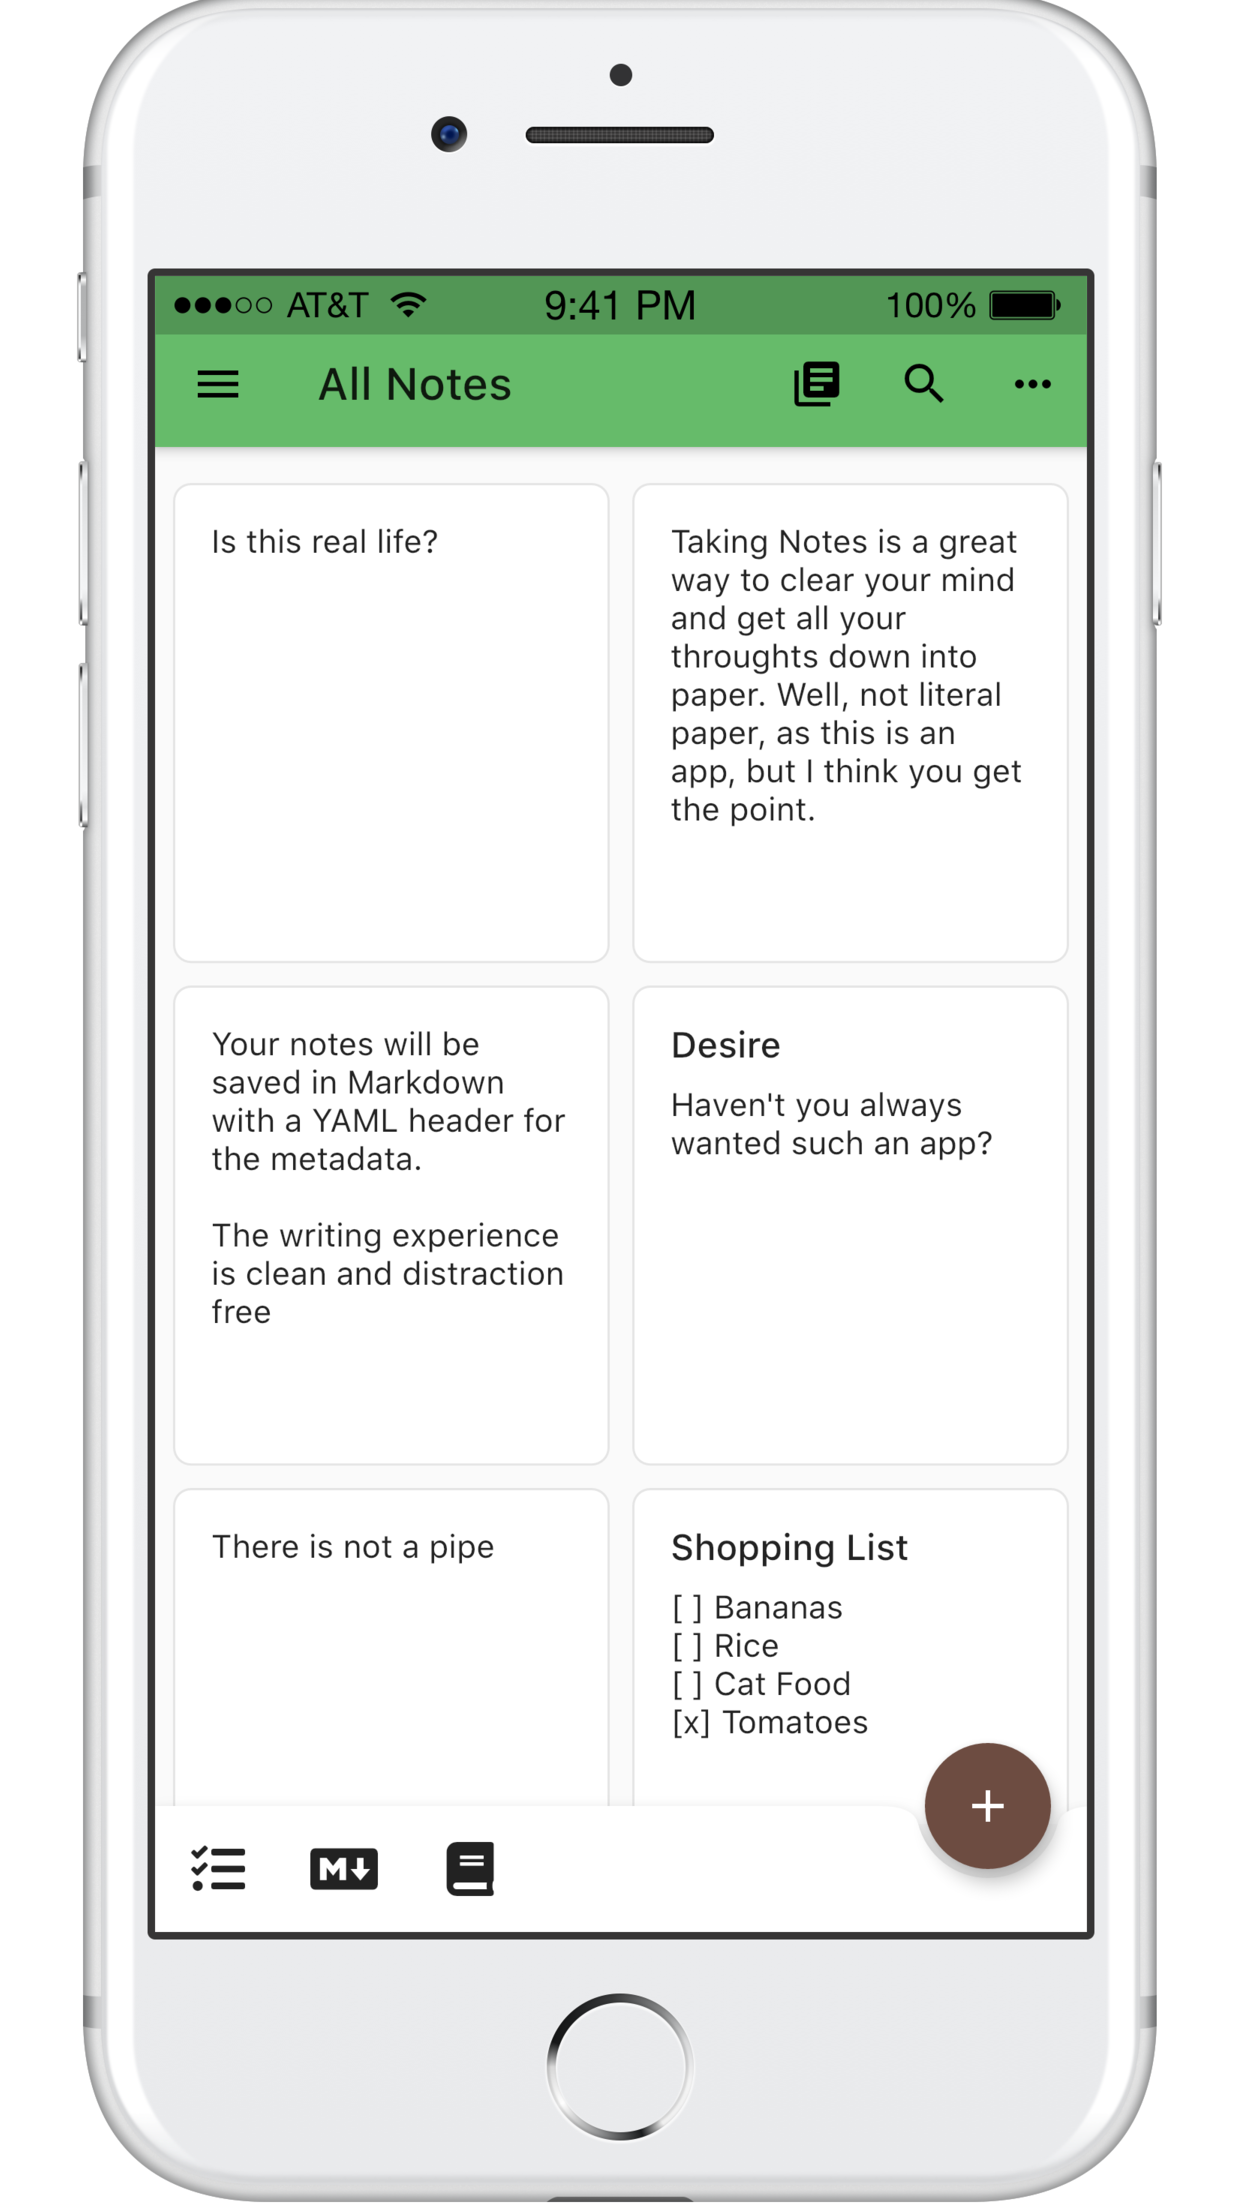 AT&T 9:41 PM 100%
All Notes
Is this real life?
Taking Notes is a great
way to clear your mind
and get all your
throughts down into
paper. Well, not literal
paper, as this is an
app, but I think you get
the point.
Your notes will be
saved in Markdown
with a YAML header for
the metadata.
The writing experience
is clean and distraction
free
Desire
Haven't you always
wanted such an app?
There is not a pipe
Shopping List
[ ] Bananas
[ ] Rice
[ ] Cat Food
[x] Tomatoes
M